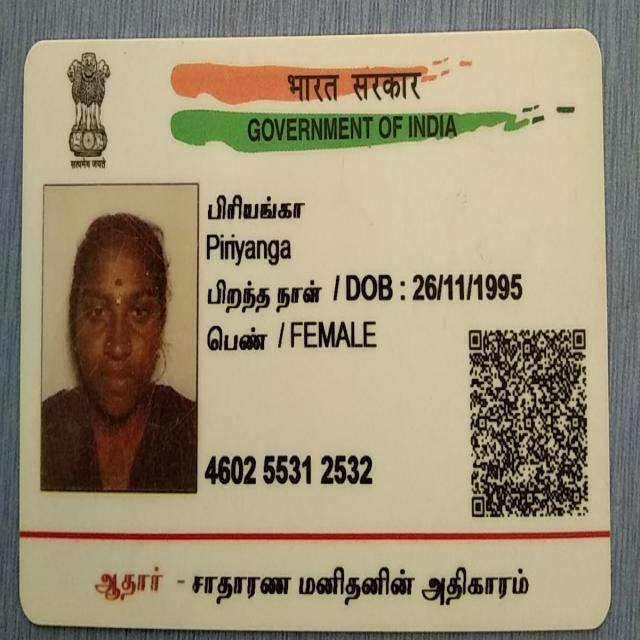 भारत सरकार
GOVERNMENT OF INDIA
सत्यमेव जयते
பிரியங்கா
Piriyanga
பிறந்த நாள் / DOB : 26/11/1995
பெண் / FEMALE
4602 5531 2532
ஆதார் - சாதாரண மனிதனின் அதிகாரம்